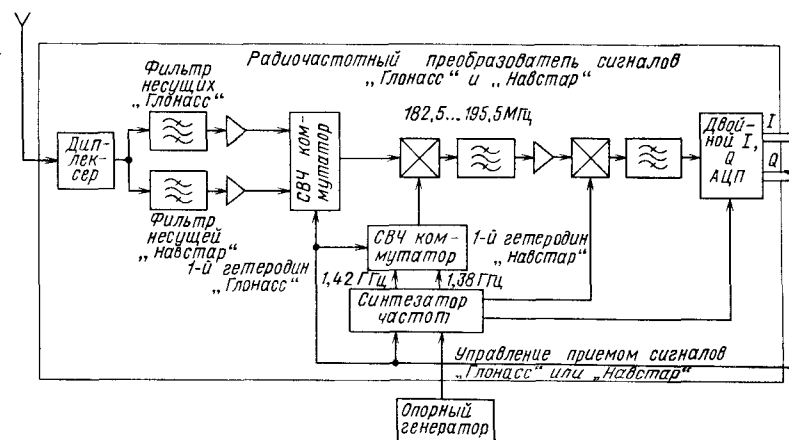 Радиочастотный преобразователь сигналов
„Глонасс“ и „Навстар“
Фильтр
несущих
„Глонасс“
Дип-
лек-
сер
Фильтр
несущей
„Навстар“
СВЧ ком-
мутатор
182,5...195,5 МГц
Двой-
ной I,
Q
АЦП
I
Q
1-й гетеродин
„Глонасс“
СВЧ ком-
мутатор
1-й гетеродин
„Навстар“
1,42 ГГц
1,38 ГГц
Синтезатор
частот
Управление приемом сигналов
„Глонасс“ или „Навстар“
Опорный
генератор